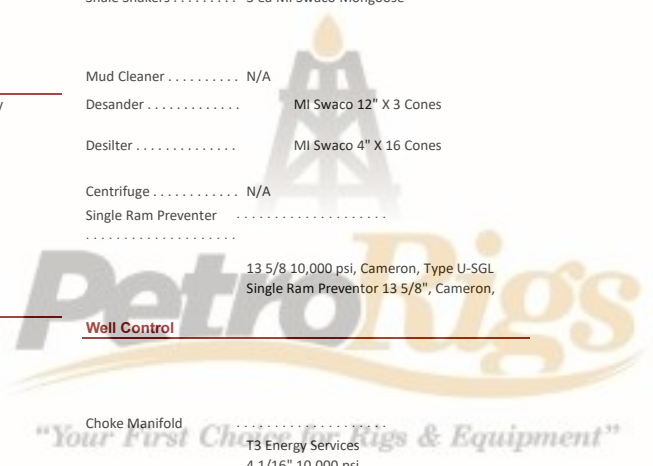 Shale Shakers . . . . . . . . . 3 ea MI Swaco Mongoose
Mud Cleaner . . . . . . . . . . N/A
Desander . . . . . . . . . . . . . MI Swaco 12" X 3 Cones
Desilter . . . . . . . . . . . . . . MI Swaco 4" X 16 Cones
Centrifuge . . . . . . . . . . . . N/A
Single Ram Preventer . . . . . . . . . . . . . . . . . . . .
. . . . . . . . . . . . . . . . . . . .
13 5/8 10,000 psi, Cameron, Type U-SGL
Single Ram Preventor 13 5/8", Cameron,
PetroRigs
Well Control
Choke Manifold . . . . . . . . . . . . . . . . . . . .
"Your First Choice for Rigs & Equipment"
T3 Energy Services
4 1/16" 10,000 psi